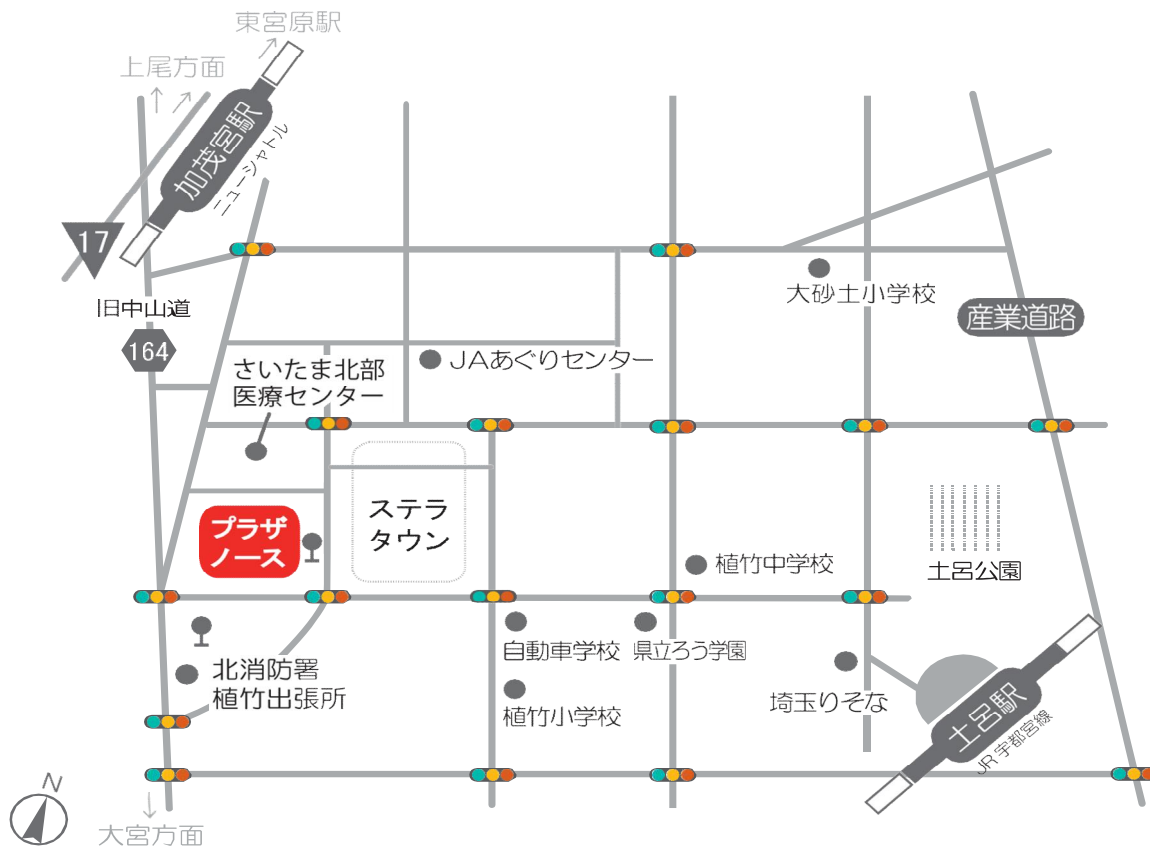 東宮原駅
上尾方面
加茂宮駅
ニューシャトル
17
旧中山道
164
大砂土小学校
産業道路
JAあぐりセンター
さいたま北部
医療センター
ステラ
タウン
プラザ
ノース
植竹中学校
土呂公園
自動車学校
県立ろう学園
北消防署
植竹出張所
植竹小学校
埼玉りそな
土呂駅
JR宇都宮線
N
大宮方面